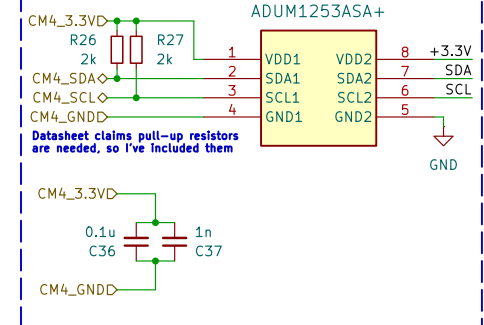 ADUM1253ASA+
CM4_3.3V
R26 R27
2k 2k
CM4_SDA
CM4_SCL
CM4_GND
1 VDD1 VDD2 8 +3.3V
2 SDA1 SDA2 7 SDA
3 SCL1 SCL2 6 SCL
4 GND1 GND2 5
GND
Datasheet claims pull-up resistors
are needed, so I've included them
CM4_3.3V
0.1u 1n
C36 C37
CM4_GND